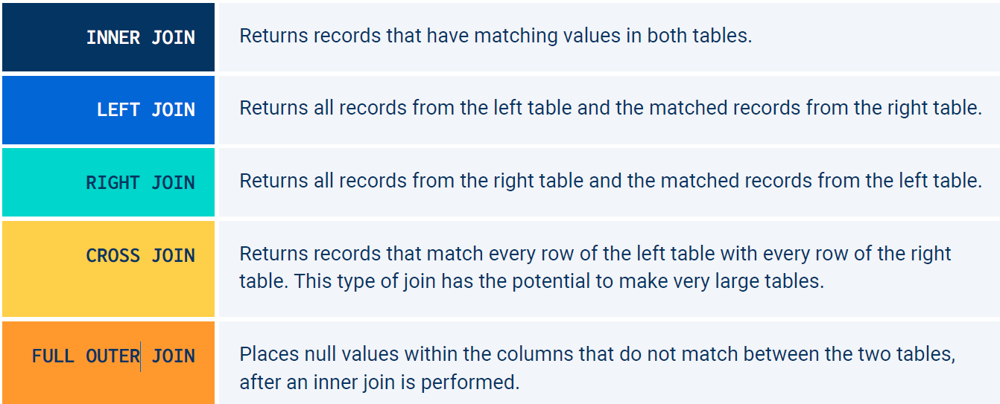 INNER JOIN
Returns records that have matching values in both tables.
LEFT JOIN
Returns all records from the left table and the matched records from the right table.
RIGHT JOIN
Returns all records from the right table and the matched records from the left table.
CROSS JOIN
Returns records that match every row of the left table with every row of the right
table. This type of join has the potential to make very large tables.
FULL OUTER JOIN
Places null values within the columns that do not match between the two tables,
after an inner join is performed.